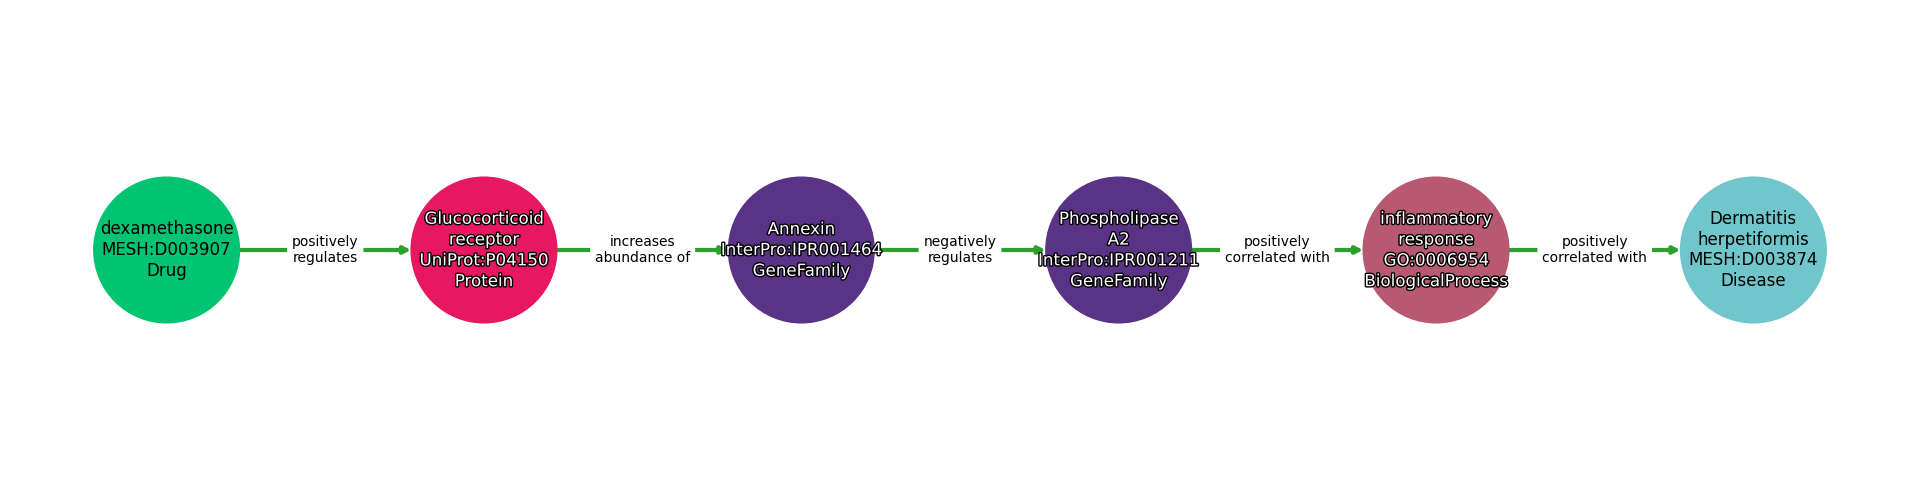 dexamethasone
MESH:D003907
Drug
positively
regulates
Glucocorticoid
receptor
UniProt:P04150
Protein
increases
abundance of
Annexin
InterPro:IPR001464
GeneFamily
negatively
regulates
Phospholipase
A2
InterPro:IPR001211
GeneFamily
positively
correlated with
inflammatory
response
GO:0006954
BiologicalProcess
positively
correlated with
Dermatitis
herpetiformis
MESH:D003874
Disease